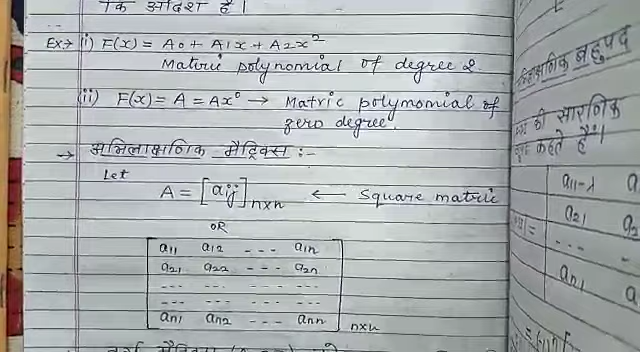 कि आदेश है।
Ex→ (i) F(x) = A0 + A1x + A2x²
Matric polynomial of degree 2.
(ii) F(x) = A = Ax⁰ → Matric polynomial of
zero degree.
→ अभिलाक्षणिक मैट्रिक्स :-
Let
A = [aij]n×n ← Square matric
OR
a11 a12 --- a1n
a21 a22 --- a2n
--- --- --- ---
--- --- --- ---
an1 an2 --- ann n×n
बहुपद
की सारणिक
कहते हैं।
a11-λ a
a21 a2
--- -
an1 a